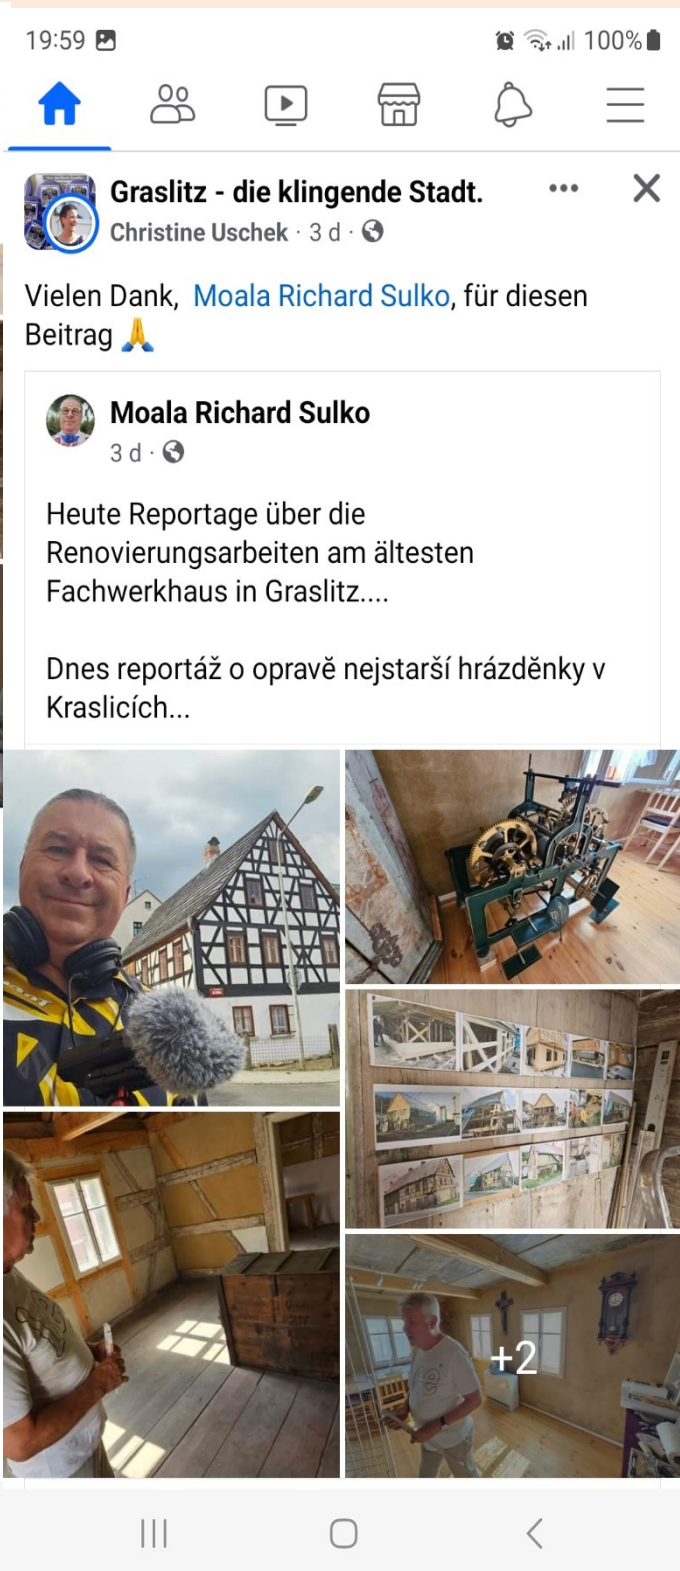 19:59
100%
Graslitz - die klingende Stadt.
Christine Uschek · 3 d ·
Vielen Dank, Moala Richard Sulko, für diesen
Beitrag 🙏
Moala Richard Sulko
3 d ·
Heute Reportage über die
Renovierungsarbeiten am ältesten
Fachwerkhaus in Graslitz....
Dnes reportáž o opravě nejstarší hrázděnky v
Kraslicích...
+2